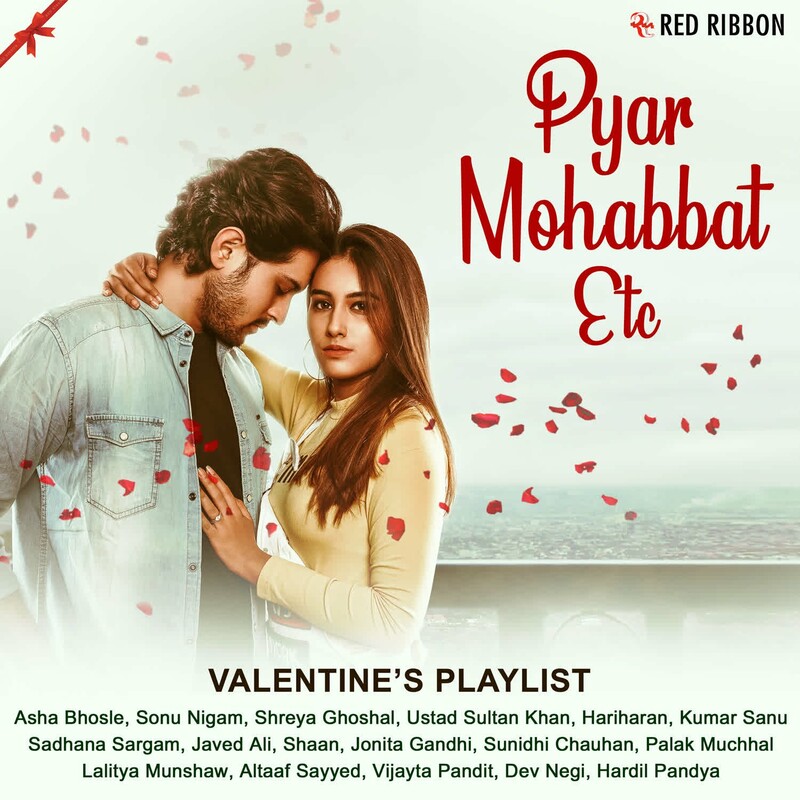 RED RIBBON
Pyar
Mohabbat
Etc
VALENTINE'S PLAYLIST
Asha Bhosle, Sonu Nigam, Shreya Ghoshal, Ustad Sultan Khan, Hariharan, Kumar Sanu
Sadhana Sargam, Javed Ali, Shaan, Jonita Gandhi, Sunidhi Chauhan, Palak Muchhal
Lalitya Munshaw, Altaaf Sayyed, Vijayta Pandit, Dev Negi, Hardil Pandya